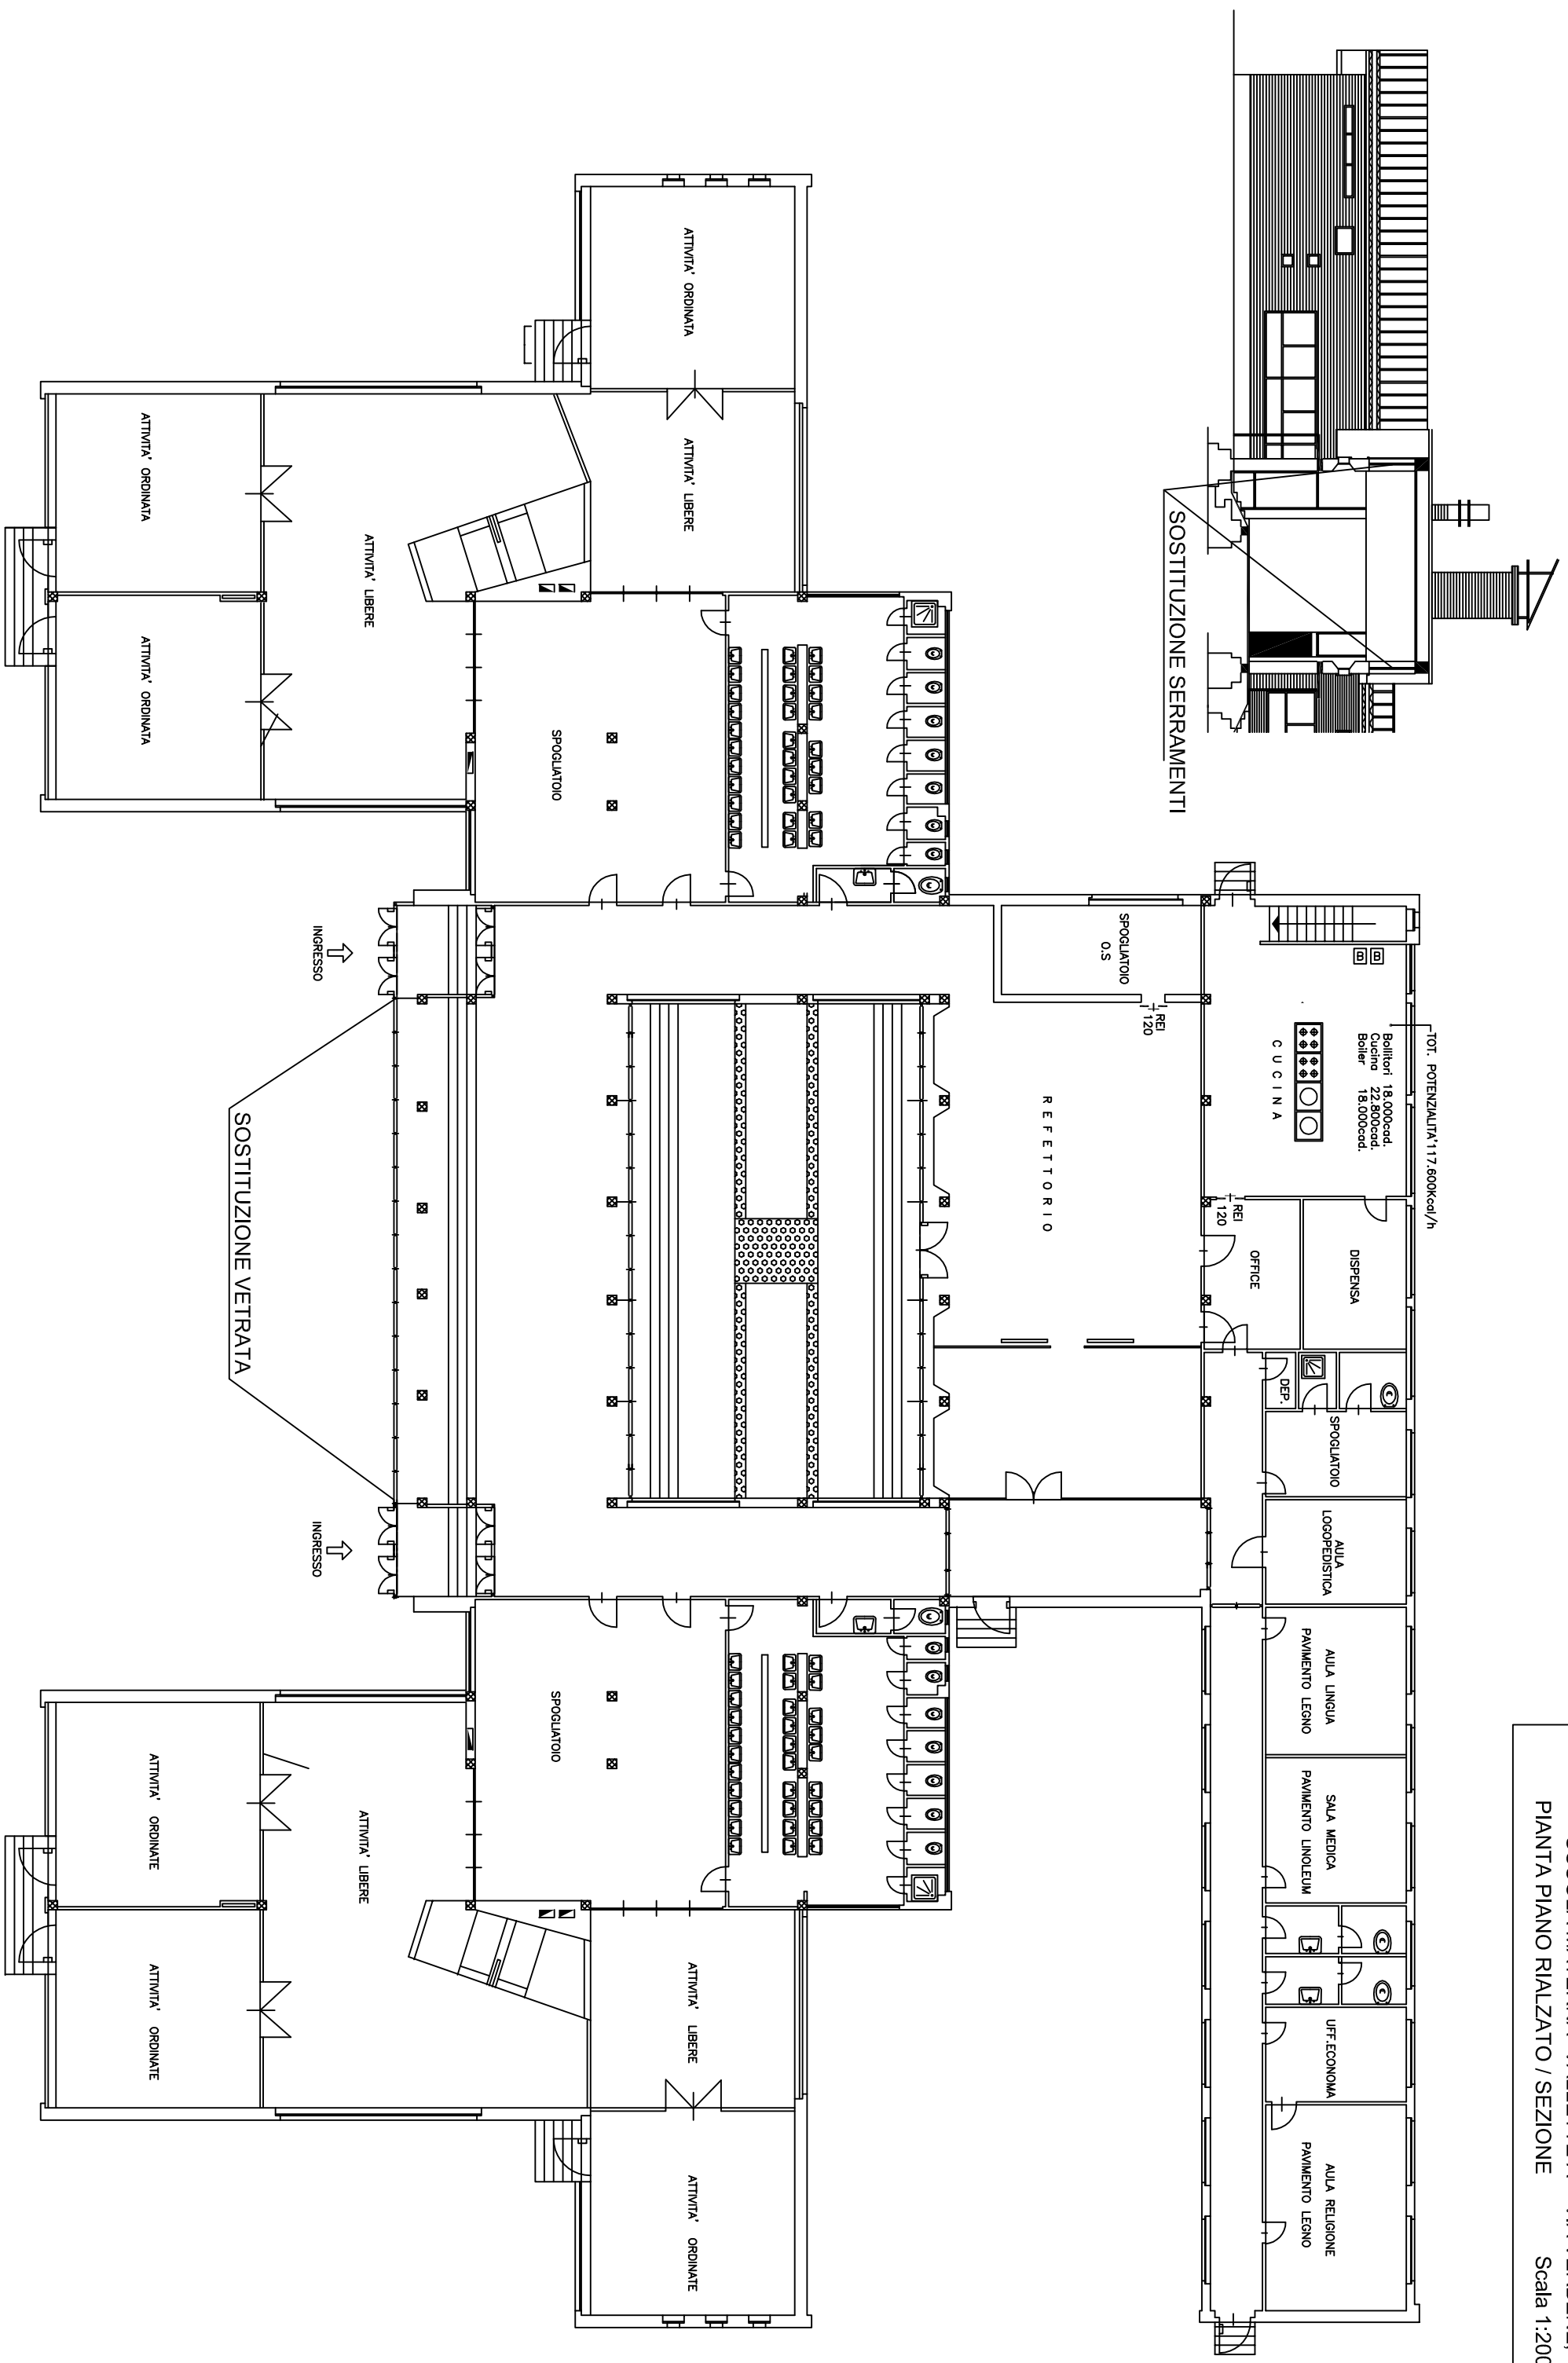 PIANTA PIANO RIALZATO / SEZIONE Scala 1:200
TOT. POTENZIALITA' 117.600Kcal/h
Bollitori 18.000cad.
Cucina 22.800cad.
Boiler 18.000cad.
B
B
C U C I N A
DISPENSA
OFFICE
REI
120
REI
120
SPOGLIATOIO
O.S
R E F E T T O R I O
DEP.
SPOGLIATOIO
AULA
LOGOPEDISTICA
AULA LINGUA
PAVIMENTO LEGNO
SALA MEDICA
PAVIMENTO LINOLEUM
UFF.ECONOMA
AULA RELIGIONE
PAVIMENTO LEGNO
SOSTITUZIONE SERRAMENTI
ATTIVITA' ORDINATA
ATTIVITA' LIBERE
SPOGLIATOIO
ATTIVITA' LIBERE
ATTIVITA' ORDINATA
ATTIVITA' ORDINATA
INGRESSO
SOSTITUZIONE VETRATA
INGRESSO
SPOGLIATOIO
ATTIVITA' LIBERE
ATTIVITA' ORDINATE
ATTIVITA' LIBERE
ATTIVITA' ORDINATE
ATTIVITA' ORDINATE